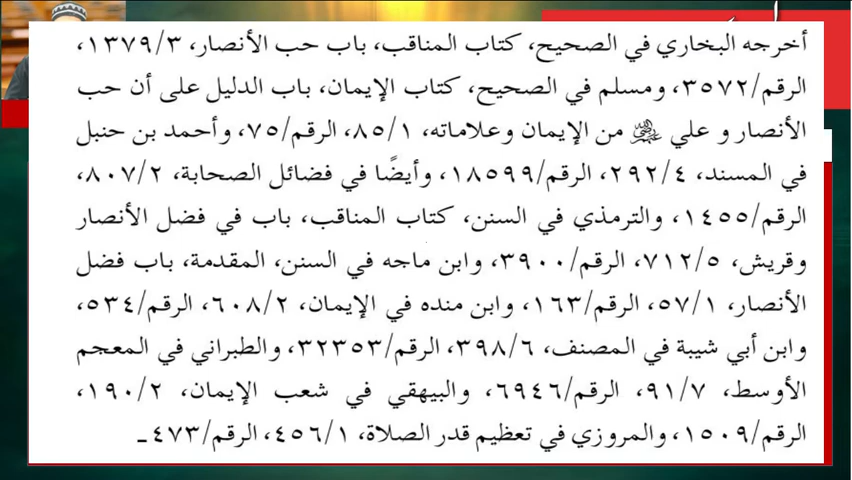 أخرجه البخاري في الصحيح، كتاب المناقب، باب حب الأنصار، ١٣٧٩/٣،
الرقم/٣٥٧٢، ومسلم في الصحيح، كتاب الإيمان، باب الدليل على أن حب
الأنصار و علي من الإيمان وعلاماته، ٨٥/١، الرقم/٧٥، وأحمد بن حنبل
في المسند، ٢٩٢/٤، الرقم/١٨٥٩٩، وأيضًا في فضائل الصحابة، ٨٠٧/٢،
الرقم/١٤٥٥، والترمذي في السنن، كتاب المناقب، باب في فضل الأنصار
وقريش، ٧١٢/٥، الرقم/٣٩٠٠، وابن ماجه في السنن، المقدمة، باب فضل
الأنصار، ٥٧/١، الرقم/١٦٣، وابن منده في الإيمان، ٦٠٨/٢، الرقم/٥٣٤،
وابن أبي شيبة في المصنف، ٣٩٨/٦، الرقم/٣٢٣٥٣، والطبراني في المعجم
الأوسط، ٩١/٧، الرقم/٦٩٤٦، والبيهقي في شعب الإيمان، ١٩٠/٢،
الرقم/١٥٠٩، والمروزي في تعظيم قدر الصلاة، ٤٥٦/١، الرقم/٤٧٣ـ